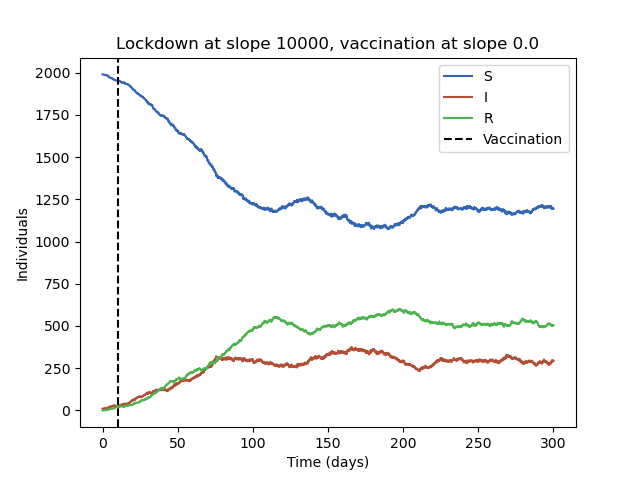 Lockdown at slope 10000, vaccination at slope 0.0
S
I
R
Vaccination
Individuals
2000
1750
1500
1250
1000
750
500
250
0
0 50 100 150 200 250 300
Time (days)